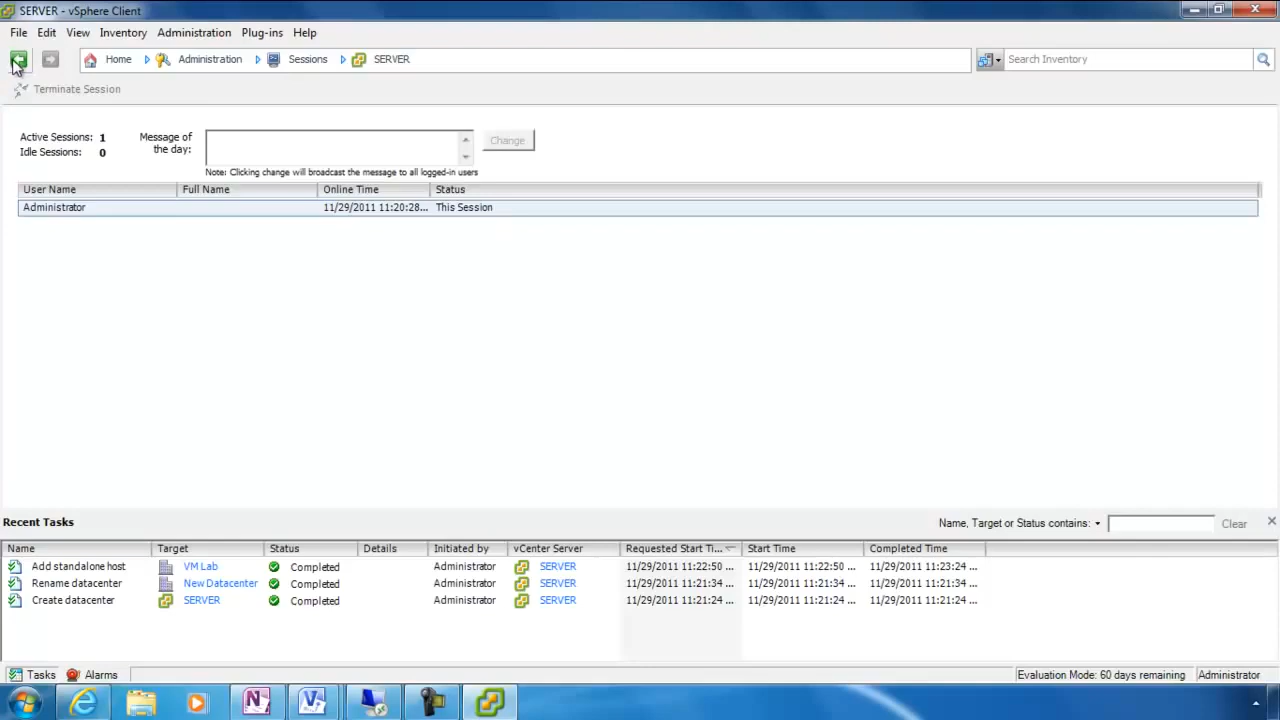 SERVER - vSphere Client
File Edit View Inventory Administration Plug-ins Help
Home Administration Sessions SERVER Search Inventory
Terminate Session
Active Sessions: 1 Message of the day: Change
Idle Sessions: 0
Note: Clicking change will broadcast the message to all logged-in users
User Name Full Name Online Time Status
Administrator 11/29/2011 11:20:28... This Session
Recent Tasks Name, Target or Status contains: Clear
Name Target Status Details Initiated by vCenter Server Requested Start Ti... Start Time Completed Time
Add standalone host VM Lab Completed Administrator SERVER 11/29/2011 11:22:50 ... 11/29/2011 11:22:50 ... 11/29/2011 11:23:24 ...
Rename datacenter New Datacenter Completed Administrator SERVER 11/29/2011 11:21:34 ... 11/29/2011 11:21:34 ... 11/29/2011 11:21:34 ...
Create datacenter SERVER Completed Administrator SERVER 11/29/2011 11:21:24 ... 11/29/2011 11:21:24 ... 11/29/2011 11:21:24 ...
Tasks Alarms Evaluation Mode: 60 days remaining Administrator